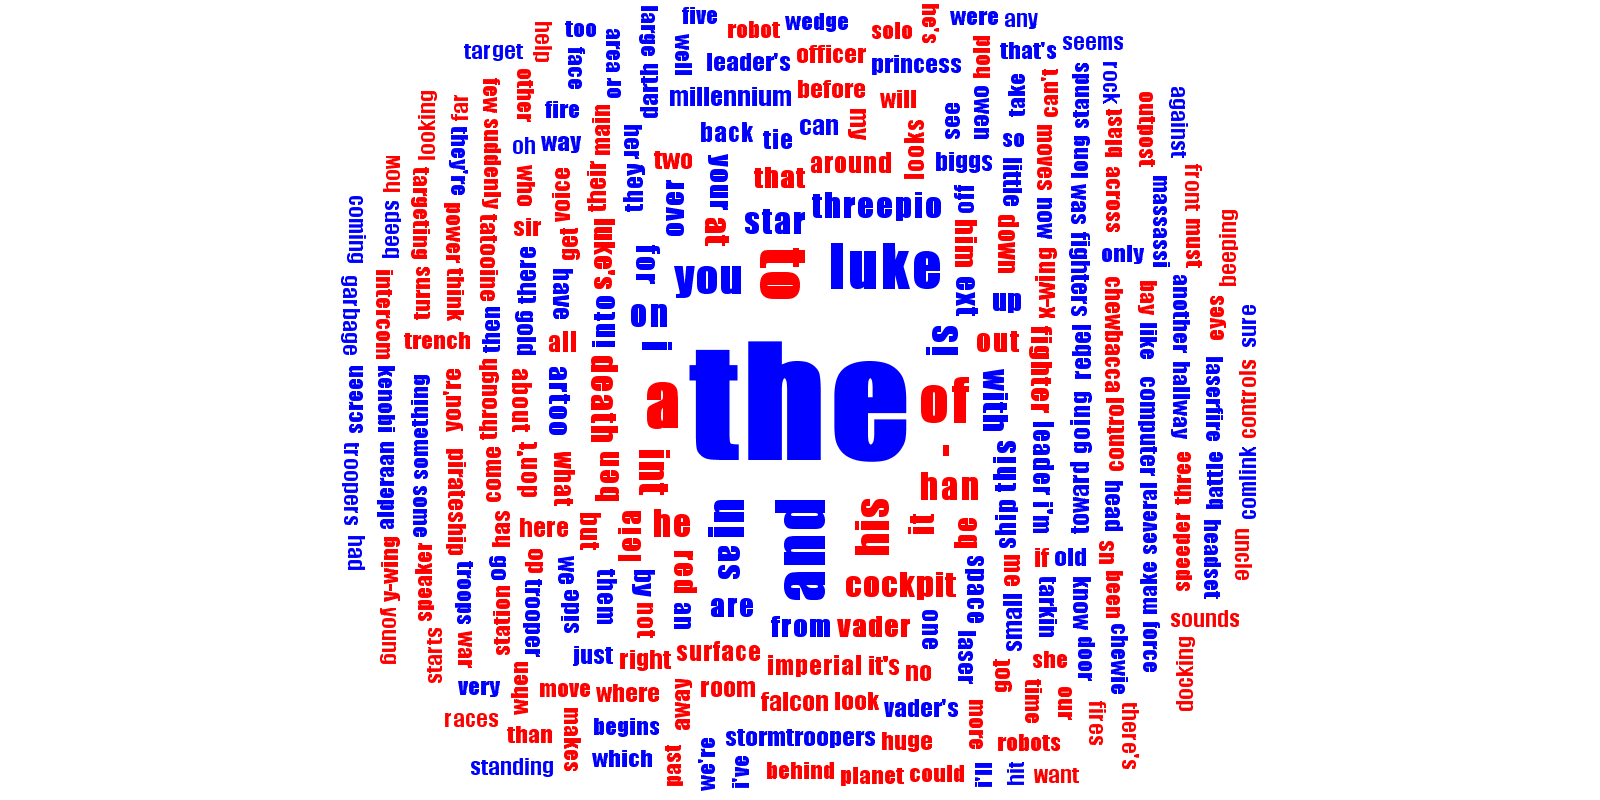 he's
were
any
five
wedge
solo
robot
large
help
too
area
target
face
well
leader's
officer
princess
hold
that's
seems
or
darth
millennium
before
will
owen
take
can't
squats
rock
other
few
fire
main
her
back
tie
can
my
looks
see
so
moves
blast
outpost
against
looking
far
suddenly
oh
way
they
two
your
that
around
biggs
little
now
long
was
across
massassi
front
must
how
beeps
they're
targeting
who
voice
their
over
at
star
threepio
off
him
down
x-wing
fighters
only
beeping
coming
power
think
turns
tatooine
sir
get
luke's
for
you
to
luke
ext
up
rebel
chewbacca
bay
another
eyes
sure
garbage
intercom
trench
then
gold
there
have
all
into
on
i
the
is
out
fighter
like
hallway
laserfire
controls
screen
kenobi
something
you're
through
about
artoo
death
a
of
with
leader
going
control
computer
three
battle
comlink
troopers
alderaan
pirateship
come
don't
what
ben
int
-
han
this
i'm
toward
head
several
speeder
headset
uncle
had
y-wing
young
speaker
troops
has
here
but
leia
he
in
and
his
it
be
ship
if
old
us
been
makes
force
some
starts
war
station
go
op
trooper
side
we
them
by
not
red
an
as
are
cockpit
space
me
small
tarkin
know
door
chewie
sounds
docking
very
when
just
right
surface
from
vader
one
laser
she
races
move
where
room
imperial
it's
no
dog
time
our
fires
there's
than
makes
begins
away
falcon
look
vader's
more
robots
standing
which
past
we're
i've
stormtroopers
huge
behind
planet
could
i'll
hit
want